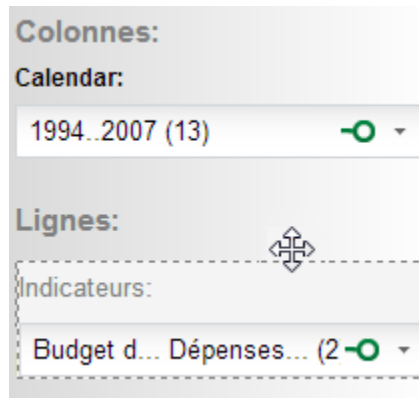 Colonnes:
Calendar:
1994..2007 (13)
Lignes:
Indicateurs:
Budget d... Dépenses... (2